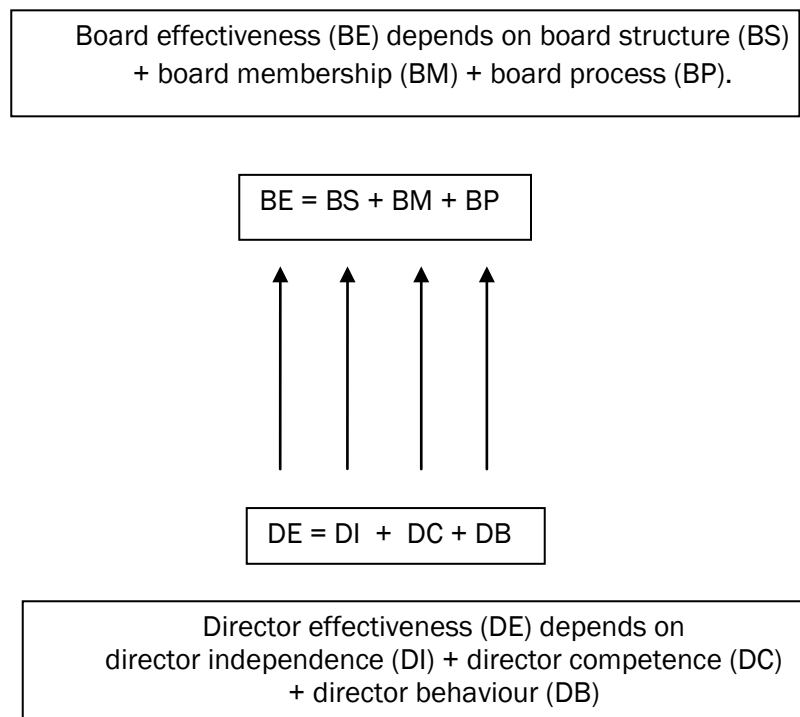 Board effectiveness (BE) depends on board structure (BS)
+ board membership (BM) + board process (BP).
BE = BS + BM + BP
DE = DI + DC + DB
Director effectiveness (DE) depends on
director independence (DI) + director competence (DC)
+ director behaviour (DB)